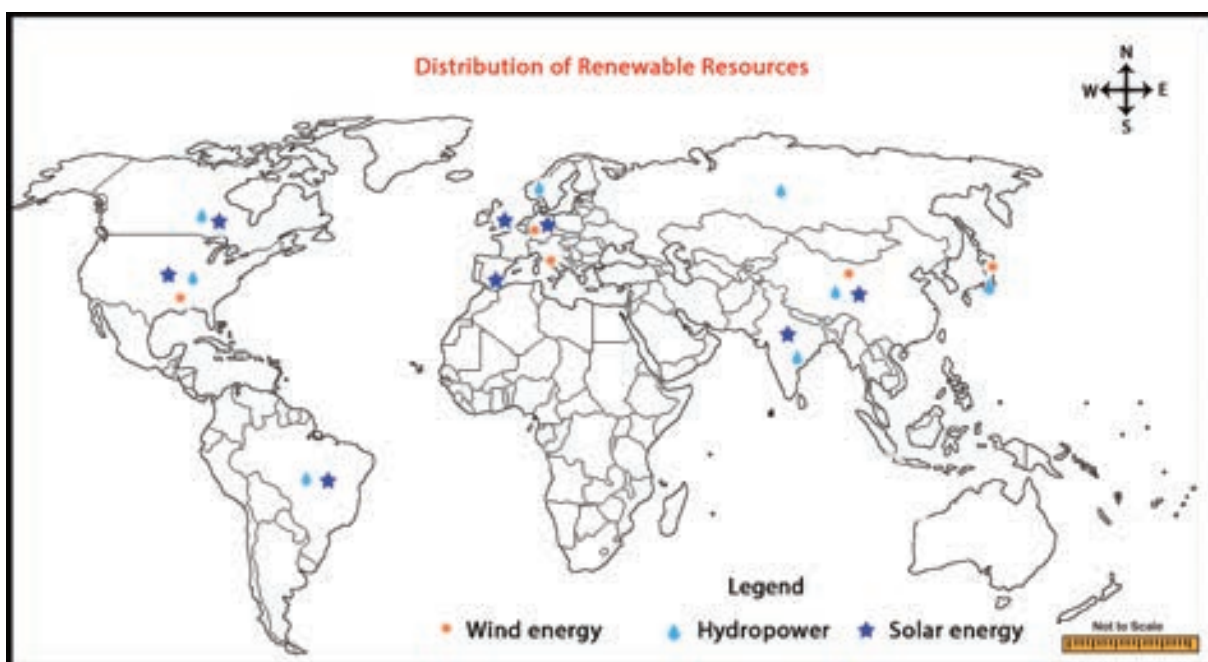 Distribution of Renewable Resources
N
W E
S
Legend
Wind energy
Hydropower
Solar energy
Not to Scale